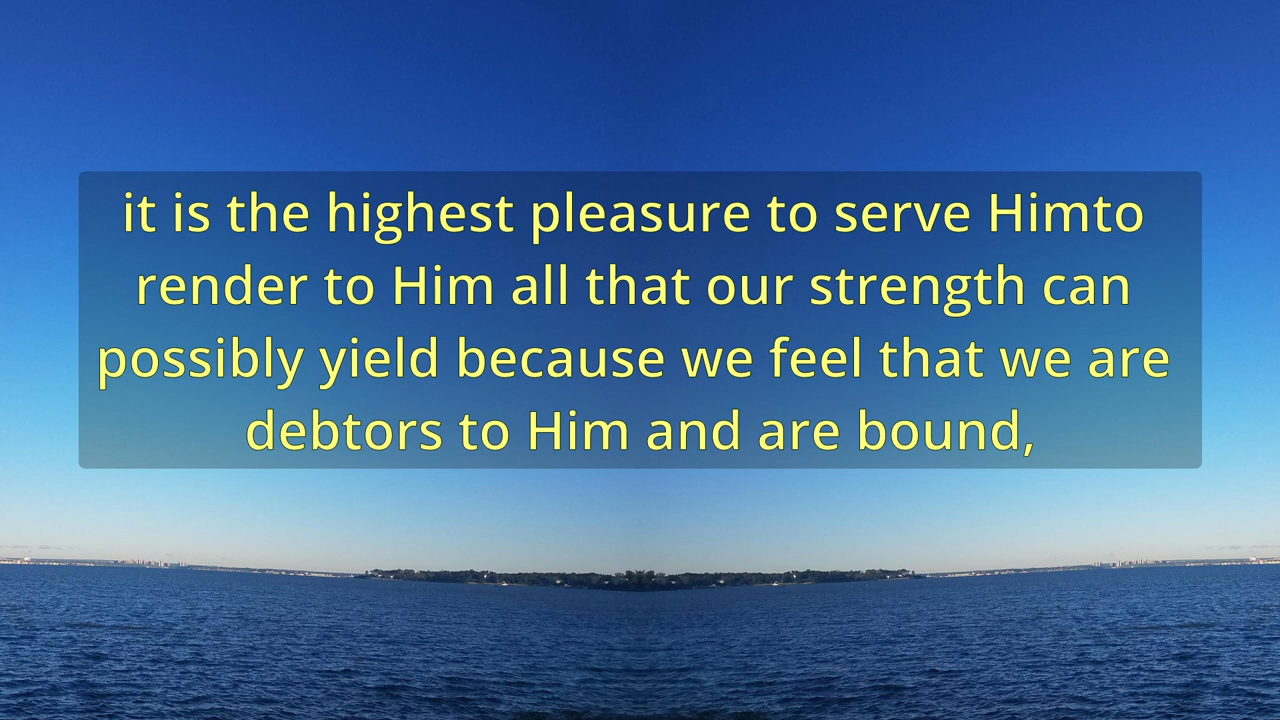 it is the highest pleasure to serve Himto
render to Him all that our strength can
possibly yield because we feel that we are
debtors to Him and are bound,